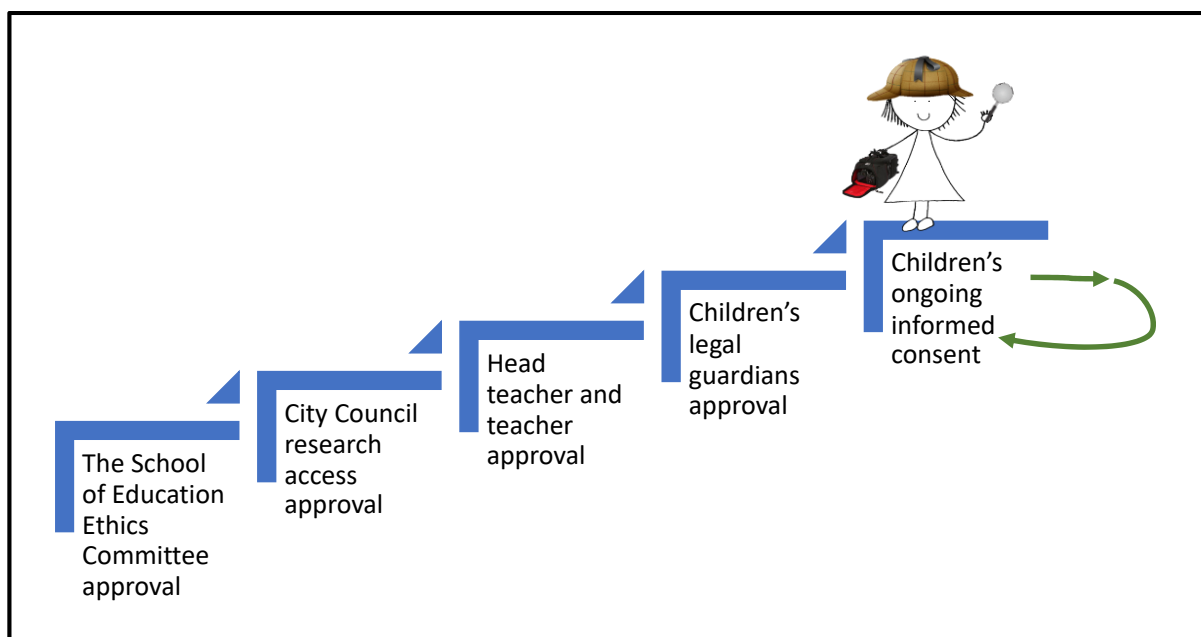 The School
of Education
Ethics
Committee
approval
City Council
research
access
approval
Head
teacher and
teacher
approval
Children’s
legal
guardians
approval
Children’s
ongoing
informed
consent